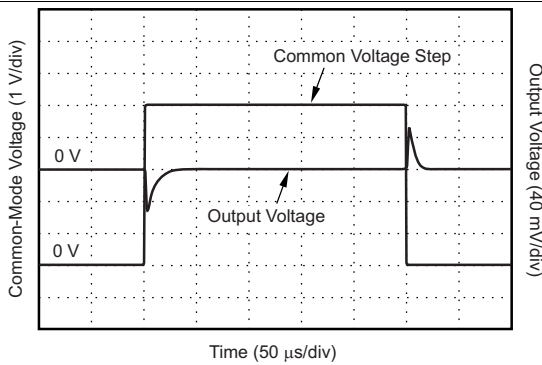 Common-Mode Voltage (1 V/div)
Common Voltage Step
0 V
Output Voltage
0 V
Output Voltage (40 mV/div)
Time (50 μs/div)